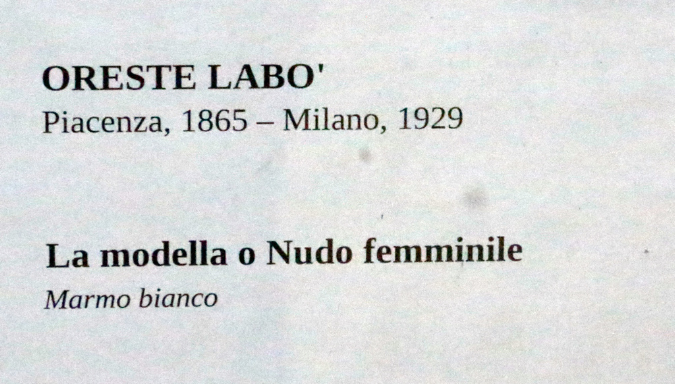 ORESTE LABO'
Piacenza, 1865 – Milano, 1929
La modella o Nudo femminile
Marmo bianco